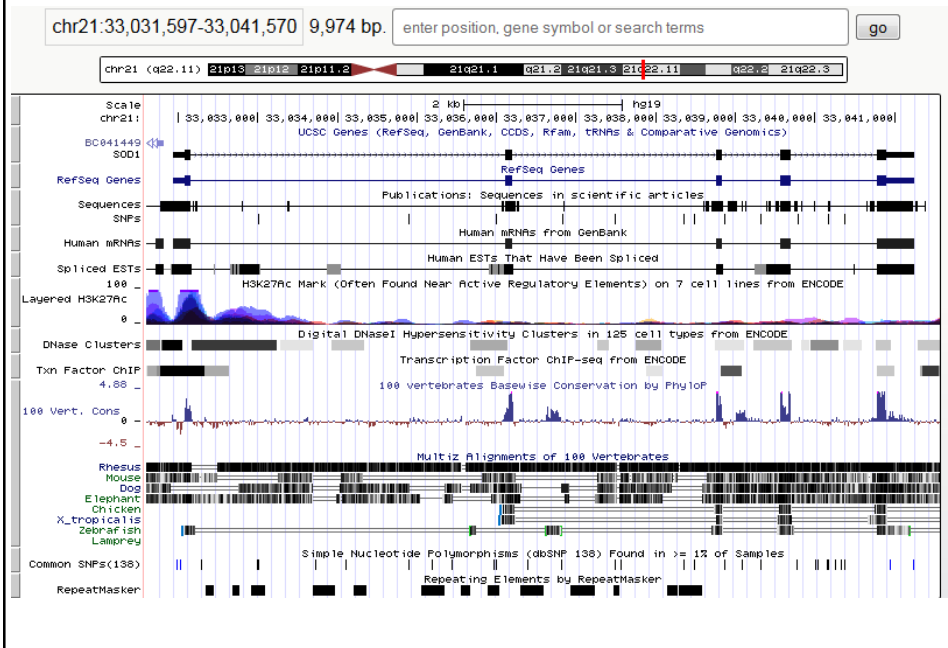 chr21:33,031,597-33,041,570 9,974 bp. enter position, gene symbol or search terms go
chr21 (q22.11) 21p13 21p12 21p11.2 21q21.1 q21.2 21q21.3 21q22.11 q22.2 21q22.3
Scale 2 kb hg19
chr21: 33,033,000 33,034,000 33,035,000 33,036,000 33,037,000 33,038,000 33,039,000 33,040,000 33,041,000
UCSC Genes (RefSeq, GenBank, CCDS, Rfam, tRNAs & Comparative Genomics)
BC041449
SOD1
RefSeq Genes
RefSeq Genes
Publications: Sequences in scientific articles
Sequences
SNPs
Human mRNAs from GenBank
Human mRNAs
Human ESTs That Have Been Spliced
Spliced ESTs
H3K27Ac Mark (Often Found Near Active Regulatory Elements) on 7 cell lines from ENCODE
100 _
Layered H3K27Ac
0 _
Digital DNaseI Hypersensitivity Clusters in 125 cell types from ENCODE
DNase Clusters
Transcription Factor ChIP-seq from ENCODE
Txn Factor ChIP
4.88 _
100 vertebrates Basewise Conservation by PhyloP
100 Vert. Cons
0 _
-4.5 _
Multiz Alignments of 100 Vertebrates
Rhesus
Mouse
Dog
Elephant
Chicken
X_tropicalis
Zebrafish
Lamprey
Simple Nucleotide Polymorphisms (dbSNP 138) Found in >= 1% of Samples
Common SNPs(138)
Repeating Elements by RepeatMasker
RepeatMasker